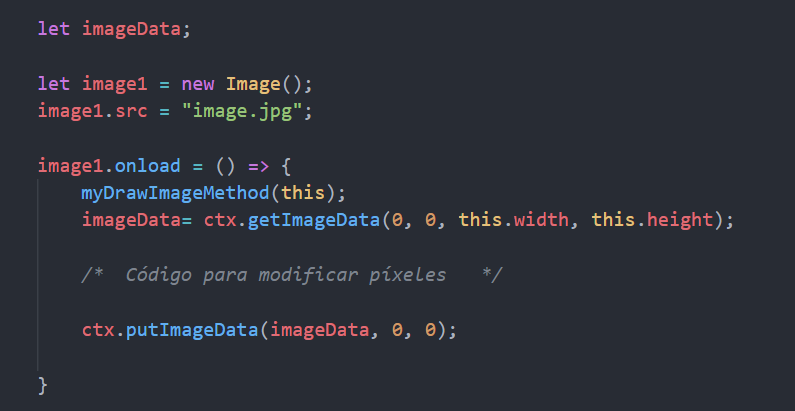 let imageData;
let image1 = new Image();
image1.src = "image.jpg";
image1.onload = () => {
myDrawImageMethod(this);
imageData= ctx.getImageData(0, 0, this.width, this.height);
/*  Código para modificar píxeles   */
ctx.putImageData(imageData, 0, 0);
}